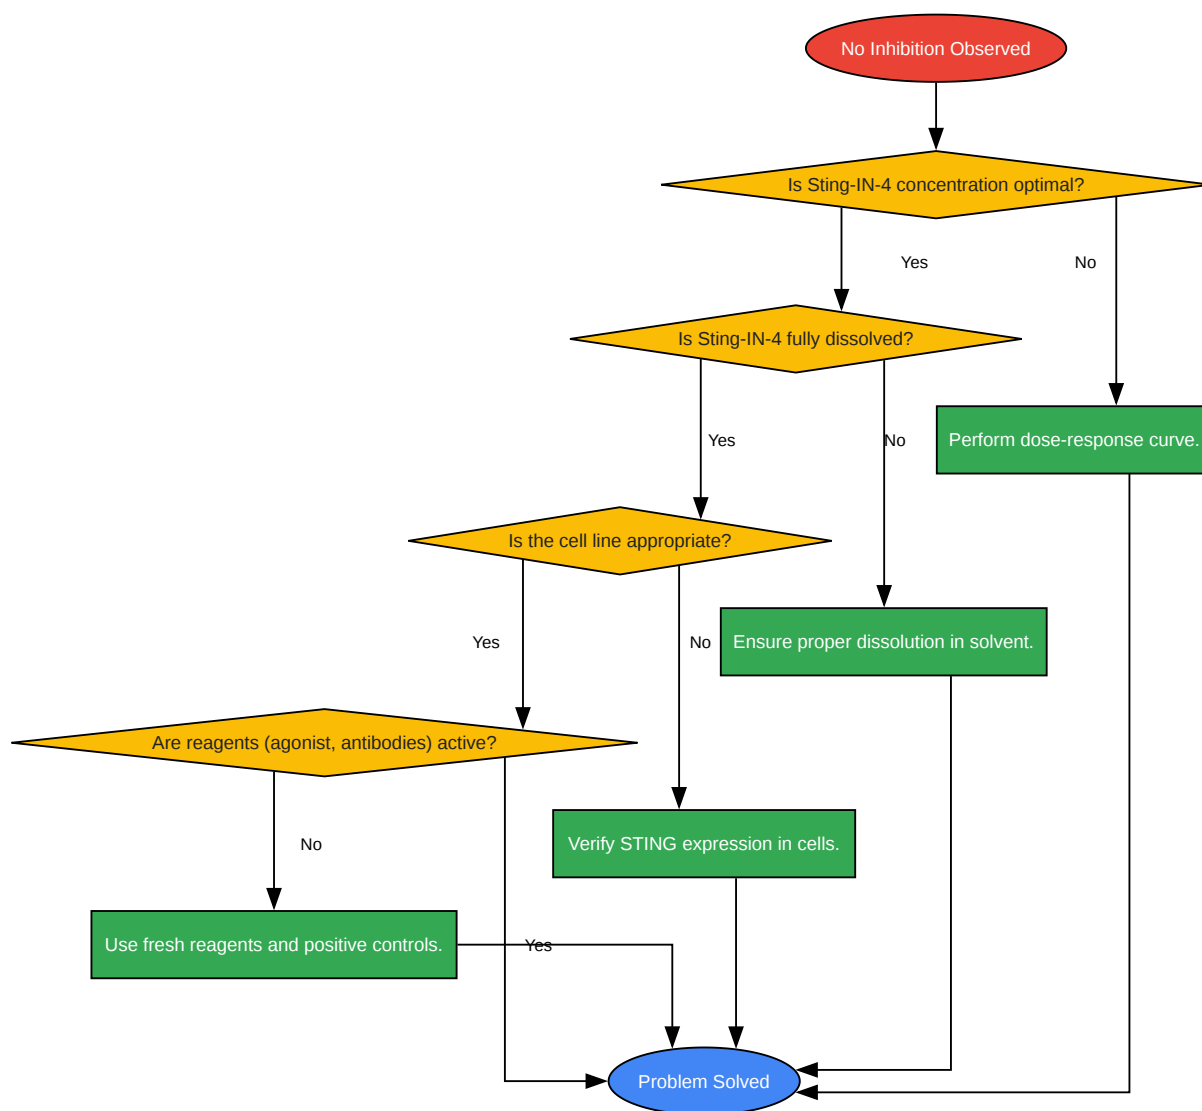 No Inhibition Observed
Is Sting-IN-4 concentration optimal?
Yes
No
Is Sting-IN-4 fully dissolved?
Yes
No
Perform dose-response curve.
Is the cell line appropriate?
Yes
No
Ensure proper dissolution in solvent.
Are reagents (agonist, antibodies) active?
No
Verify STING expression in cells.
Use fresh reagents and positive controls.
Yes
Problem Solved